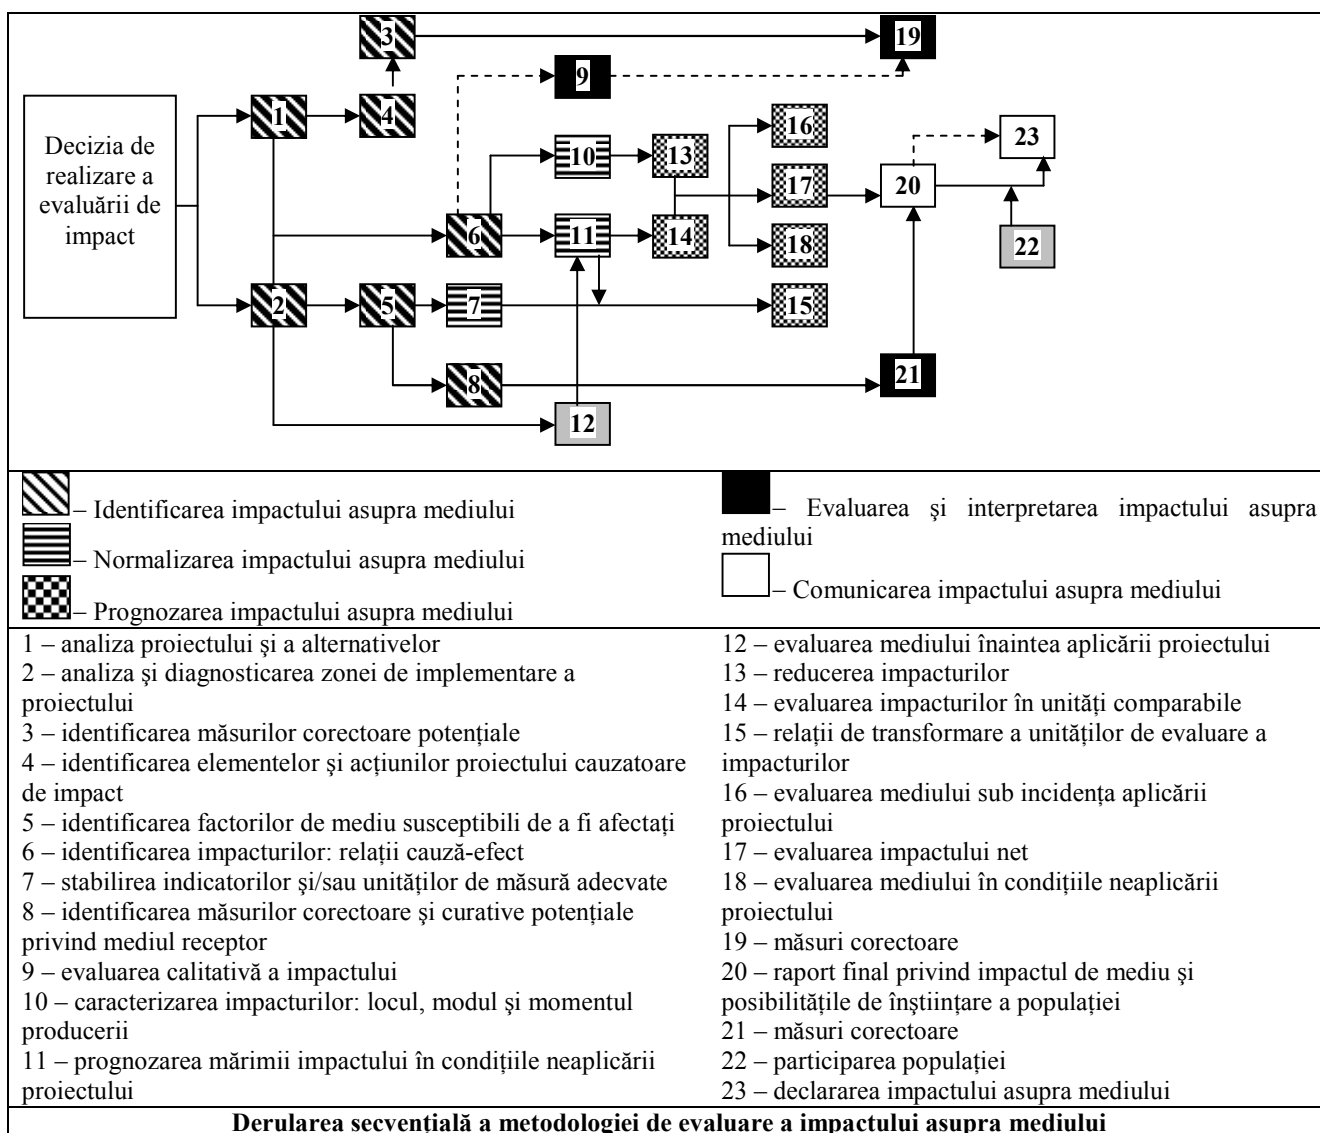 3
19
9
1
4
16
23
Decizia de
realizare a
evaluării de
impact
10
13
17
20
6
11
14
18
22
2
5
7
15
8
21
12
– Identificarea impactului asupra mediului
– Normalizarea impactului asupra mediului
– Prognozarea impactului asupra mediului
– Evaluarea şi interpretarea impactului asupra
mediului
– Comunicarea impactului asupra mediului
1 – analiza proiectului şi a alternativelor
2 – analiza şi diagnosticarea zonei de implementare a
proiectului
3 – identificarea măsurilor corectoare potenţiale
4 – identificarea elementelor şi acţiunilor proiectului cauzatoare
de impact
5 – identificarea factorilor de mediu susceptibili de a fi afectaţi
6 – identificarea impacturilor: relaţii cauză-efect
7 – stabilirea indicatorilor şi/sau unităţilor de măsură adecvate
8 – identificarea măsurilor corectoare şi curative potenţiale
privind mediul receptor
9 – evaluarea calitativă a impactului
10 – caracterizarea impacturilor: locul, modul şi momentul
producerii
11 – prognozarea mărimii impactului în condiţiile neaplicării
proiectului
12 – evaluarea mediului înaintea aplicării proiectului
13 – reducerea impacturilor
14 – evaluarea impacturilor în unităţi comparabile
15 – relaţii de transformare a unităţilor de evaluare a
impacturilor
16 – evaluarea mediului sub incidenţa aplicării
proiectului
17 – evaluarea impactului net
18 – evaluarea mediului în condiţiile neaplicării
proiectului
19 – măsuri corectoare
20 – raport final privind impactul de mediu şi
posibilităţile de înştiinţare a populaţiei
21 – măsuri corectoare
22 – participarea populaţiei
23 – declararea impactului asupra mediului
Derularea secvenţială a metodologiei de evaluare a impactului asupra mediului